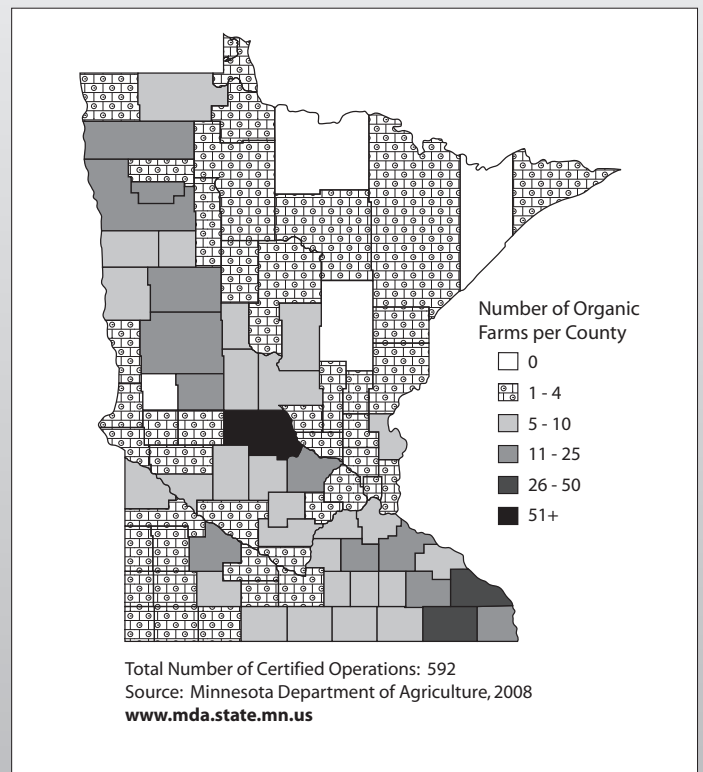 Number of Organic
Farms per County
0
1 - 4
5 - 10
11 - 25
26 - 50
51+
Total Number of Certified Operations: 592
Source: Minnesota Department of Agriculture, 2008
www.mda.state.mn.us